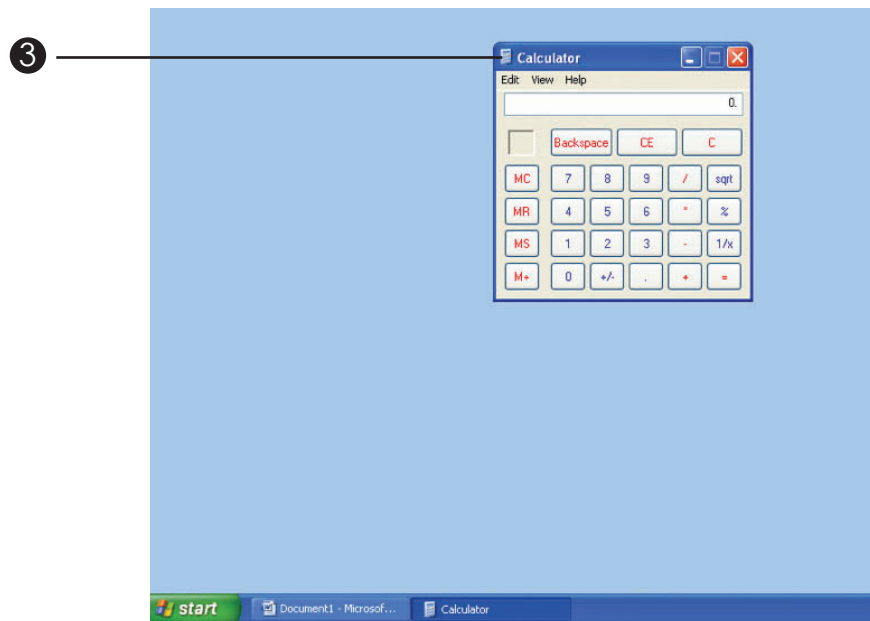 3
Calculator
Edit View Help
0.
Backspace CE C
MC 7 8 9 / sqrt
MR 4 5 6 * %
MS 1 2 3 - 1/x
M+ 0 +/- . + =
start Document1 - Microsof... Calculator